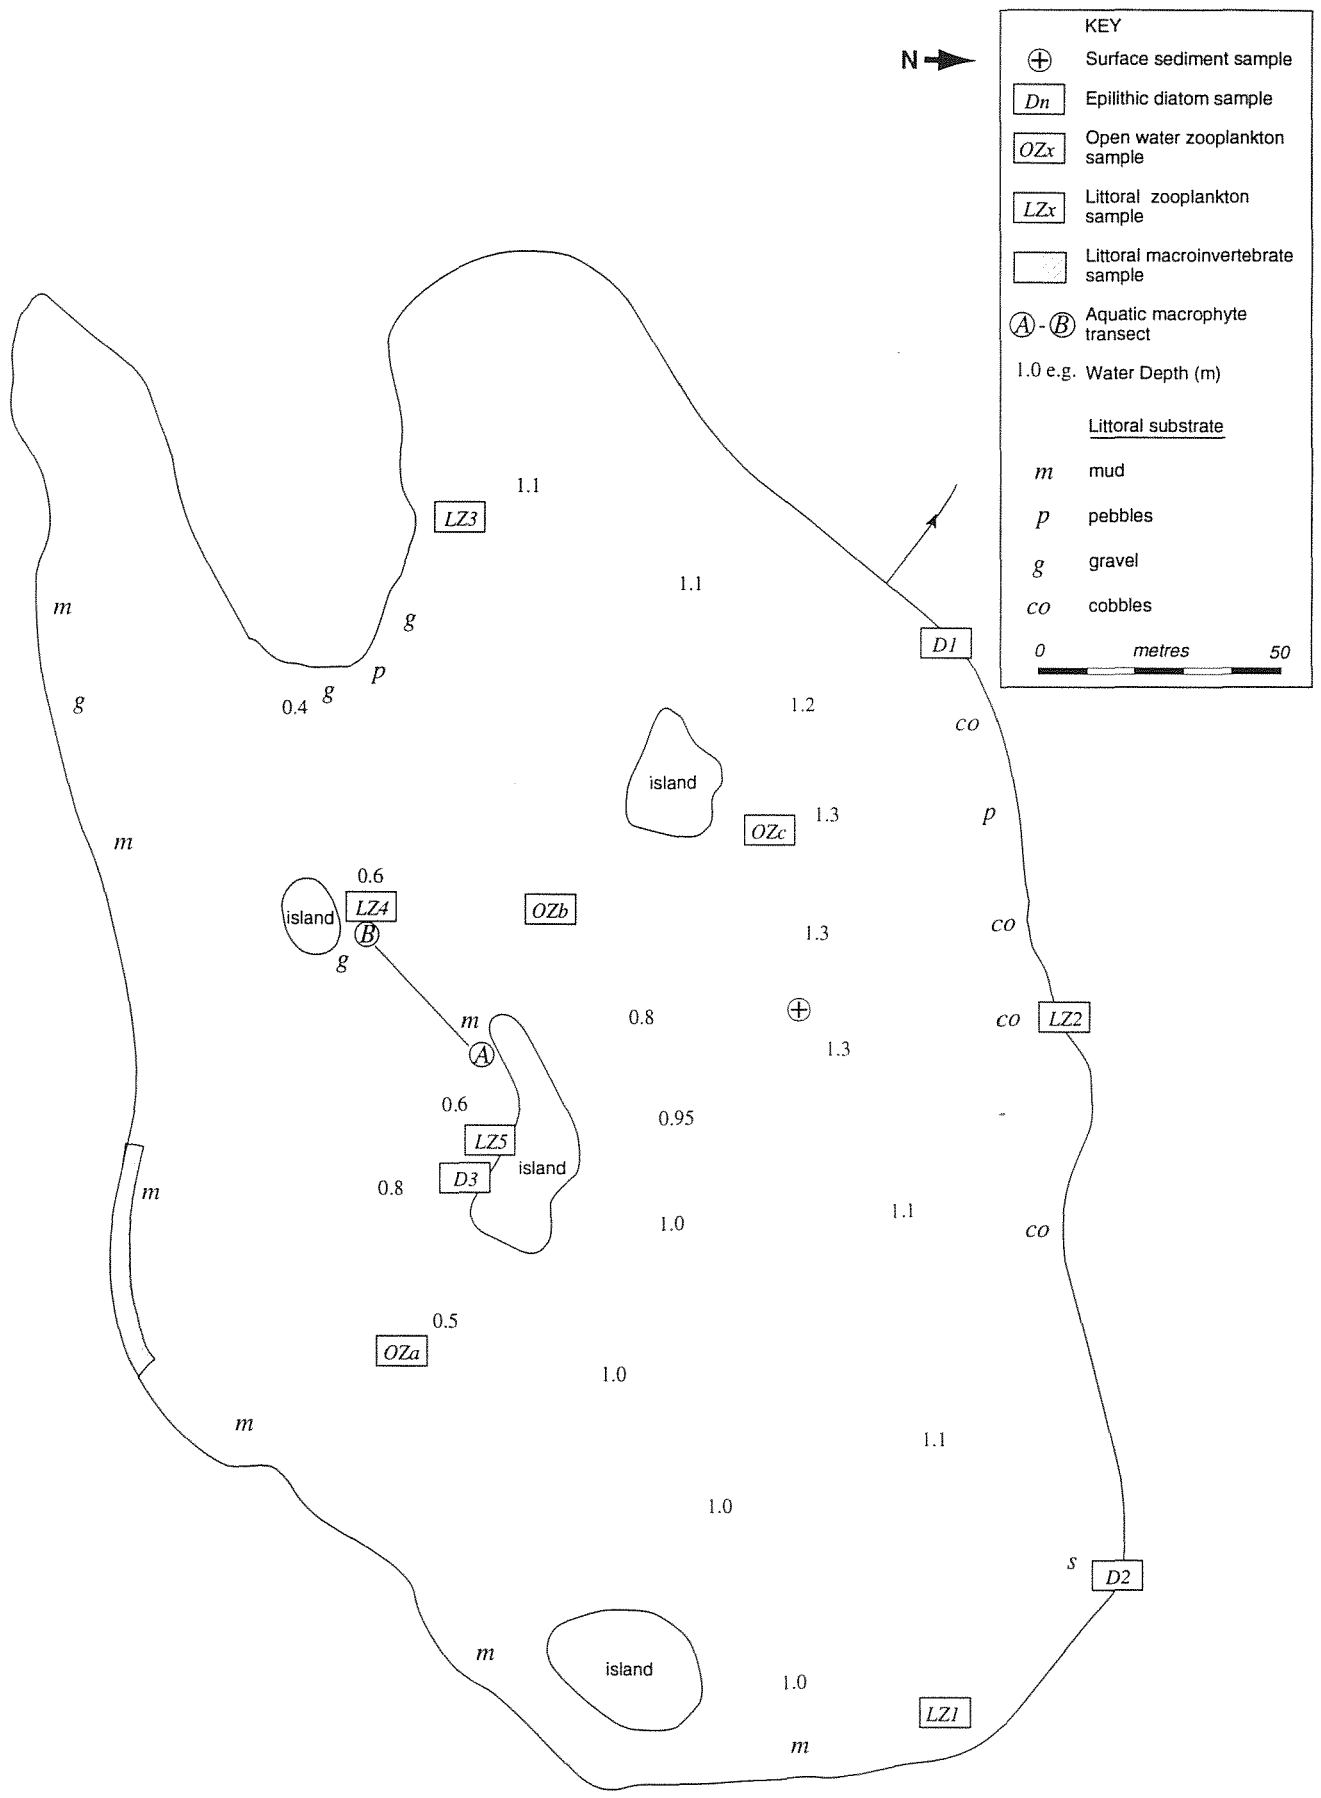 N
KEY
Surface sediment sample
Dn
Epilithic diatom sample
OZx
Open water zooplankton
sample
LZx
Littoral zooplankton
sample
Littoral macroinvertebrate
sample
A - B
Aquatic macrophyte
transect
1.0 e.g.
Water Depth (m)
Littoral substrate
m
mud
p
pebbles
g
gravel
co
cobbles
0
metres
50
1.1
LZ3
1.1
m
g
D1
p
g
g
0.4
1.2
co
island
1.3
p
OZc
m
0.6
LZ4
island
OZb
B
g
1.3
co
0.8
m
co
LZ2
A
1.3
0.6
0.95
LZ5
island
D3
0.8
m
1.0
1.1
co
0.5
OZa
1.0
m
1.1
1.0
s
D2
m
island
1.0
LZ1
m